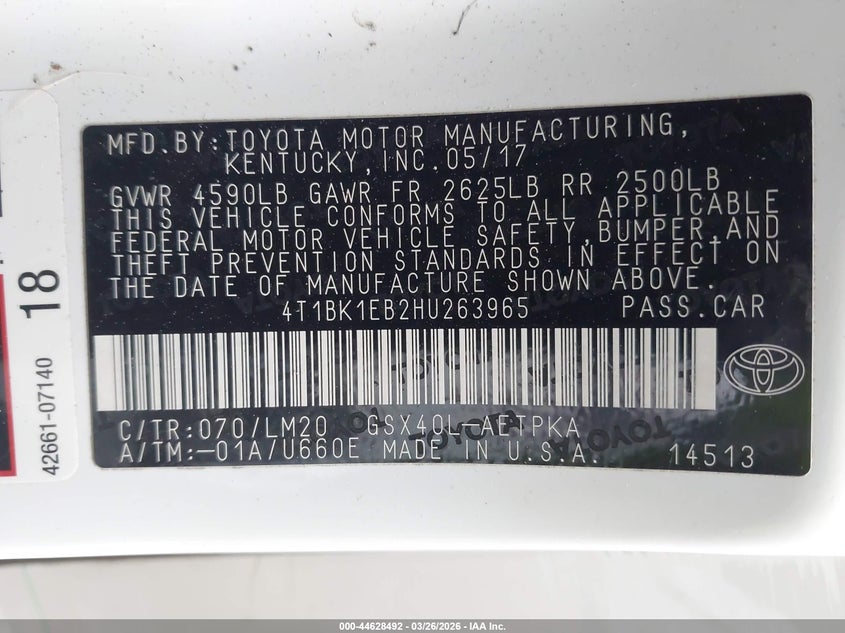 MFD.BY:TOYOTA MOTOR MANUFACTURING,
KENTUCKY,INC.05/17
GVWR 4590LB GAWR FR 2625LB RR 2500LB
THIS VEHICLE CONFORMS TO ALL APPLICABLE
FEDERAL MOTOR VEHICLE SAFETY,BUMPER,AND
THEFT PREVENTION STANDARDS IN EFFECT ON
THE DATE OF MANUFACTURE SHOWN ABOVE.
4T1BK1EB2HU263965 PASS.CAR
C/TR:070/LM20 GSX40L-AETPKA
A/TM:-01A/U660E MADE IN U.S.A. 14513
TOYOTA
18
42661-07140
000-44628492 - 03/26/2026 - IAA Inc.